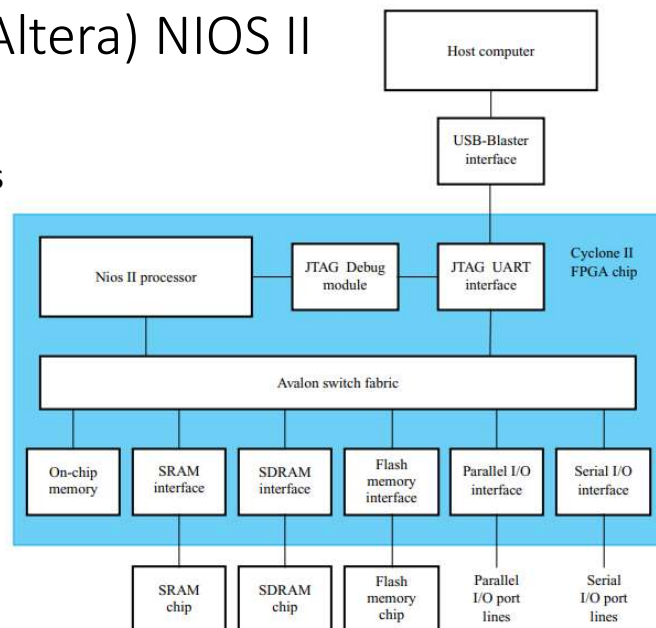 Altera) NIOS II
s
Host computer
USB-Blaster
interface
Cyclone II
FPGA chip
Nios II processor
JTAG Debug
module
JTAG UART
interface
Avalon switch fabric
On-chip
memory
SRAM
interface
SDRAM
interface
Flash
memory
interface
Parallel I/O
interface
Serial I/O
interface
SRAM
chip
SDRAM
chip
Flash
memory
chip
Parallel
I/O port
lines
Serial
I/O port
lines